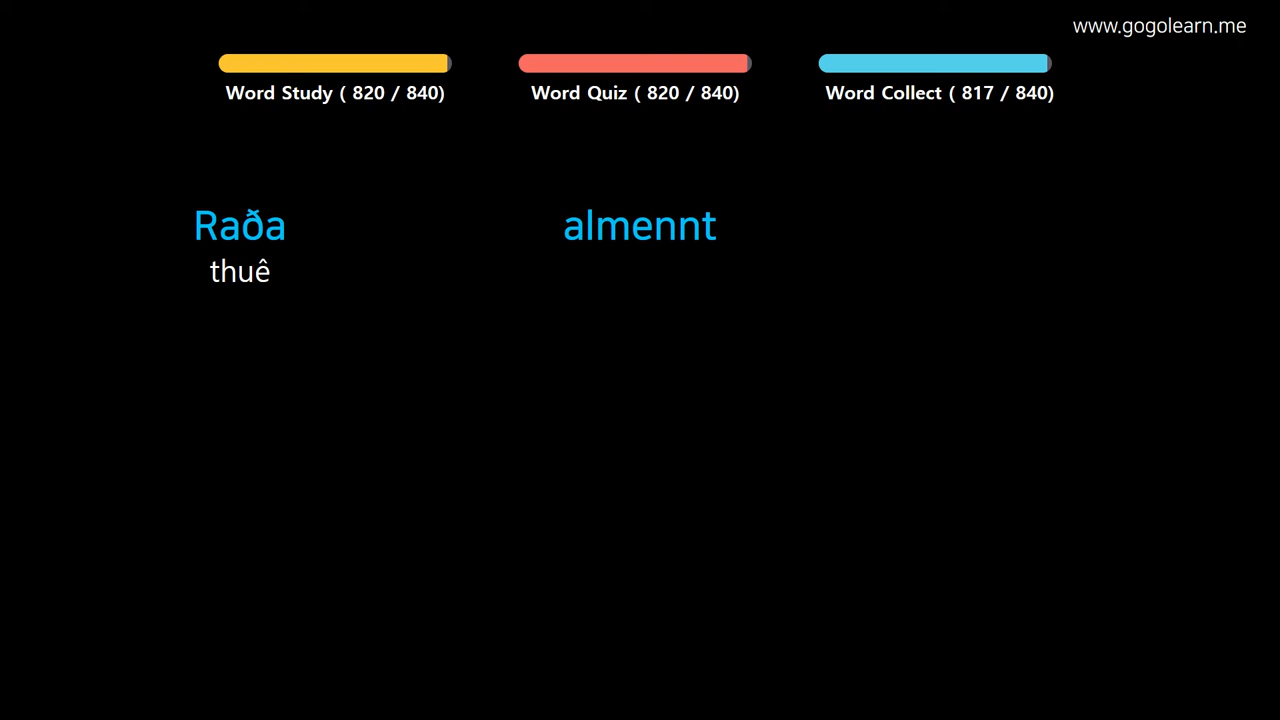 www.gogolearn.me
Word Study ( 820 / 840)
Word Quiz ( 820 / 840)
Word Collect ( 817 / 840)
Raða
thuê
almennt